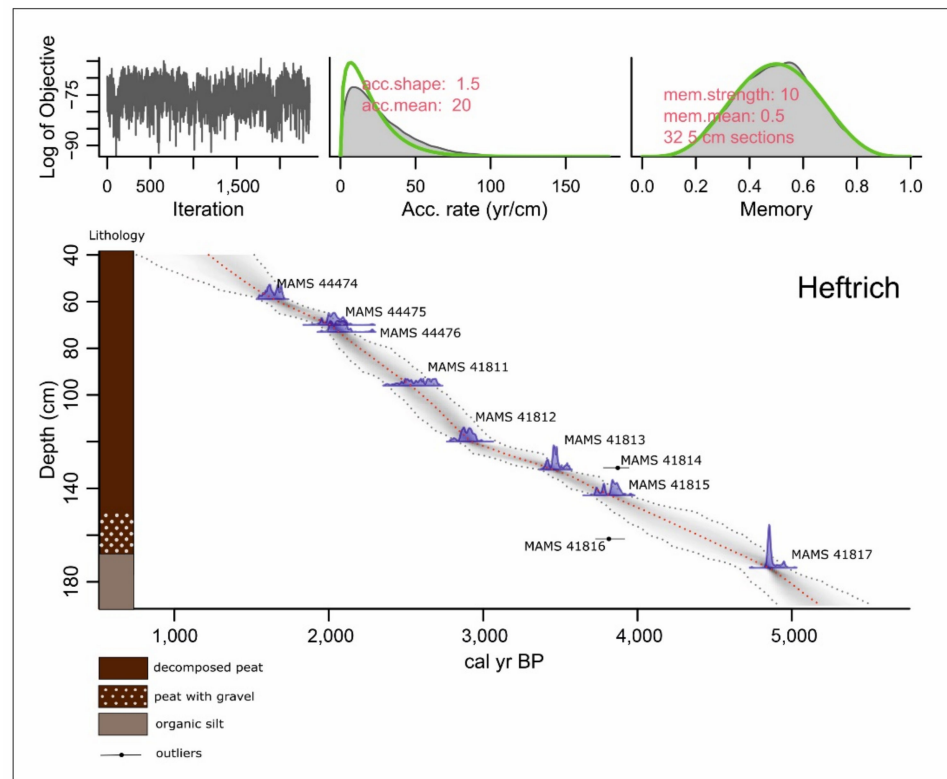 Log of Objective
-90
-75
0
500
1,500
Iteration
acc.shape: 1.5
acc.mean: 20
0
50
100
150
Acc. rate (yr/cm)
mem.strength: 10
mem.mean: 0.5
32 5 cm sections
0.0
0.2
0.4
0.6
0.8
1.0
Memory
Lithology
Heftrich
Depth (cm)
40
60
80
100
140
180
MAMS 44474
MAMS 44475
MAMS 44476
MAMS 41811
MAMS 41812
MAMS 41813
MAMS 41814
MAMS 41815
MAMS 41816
MAMS 41817
1,000
2,000
3,000
4,000
5,000
cal yr BP
decomposed peat
peat with gravel
organic silt
outliers